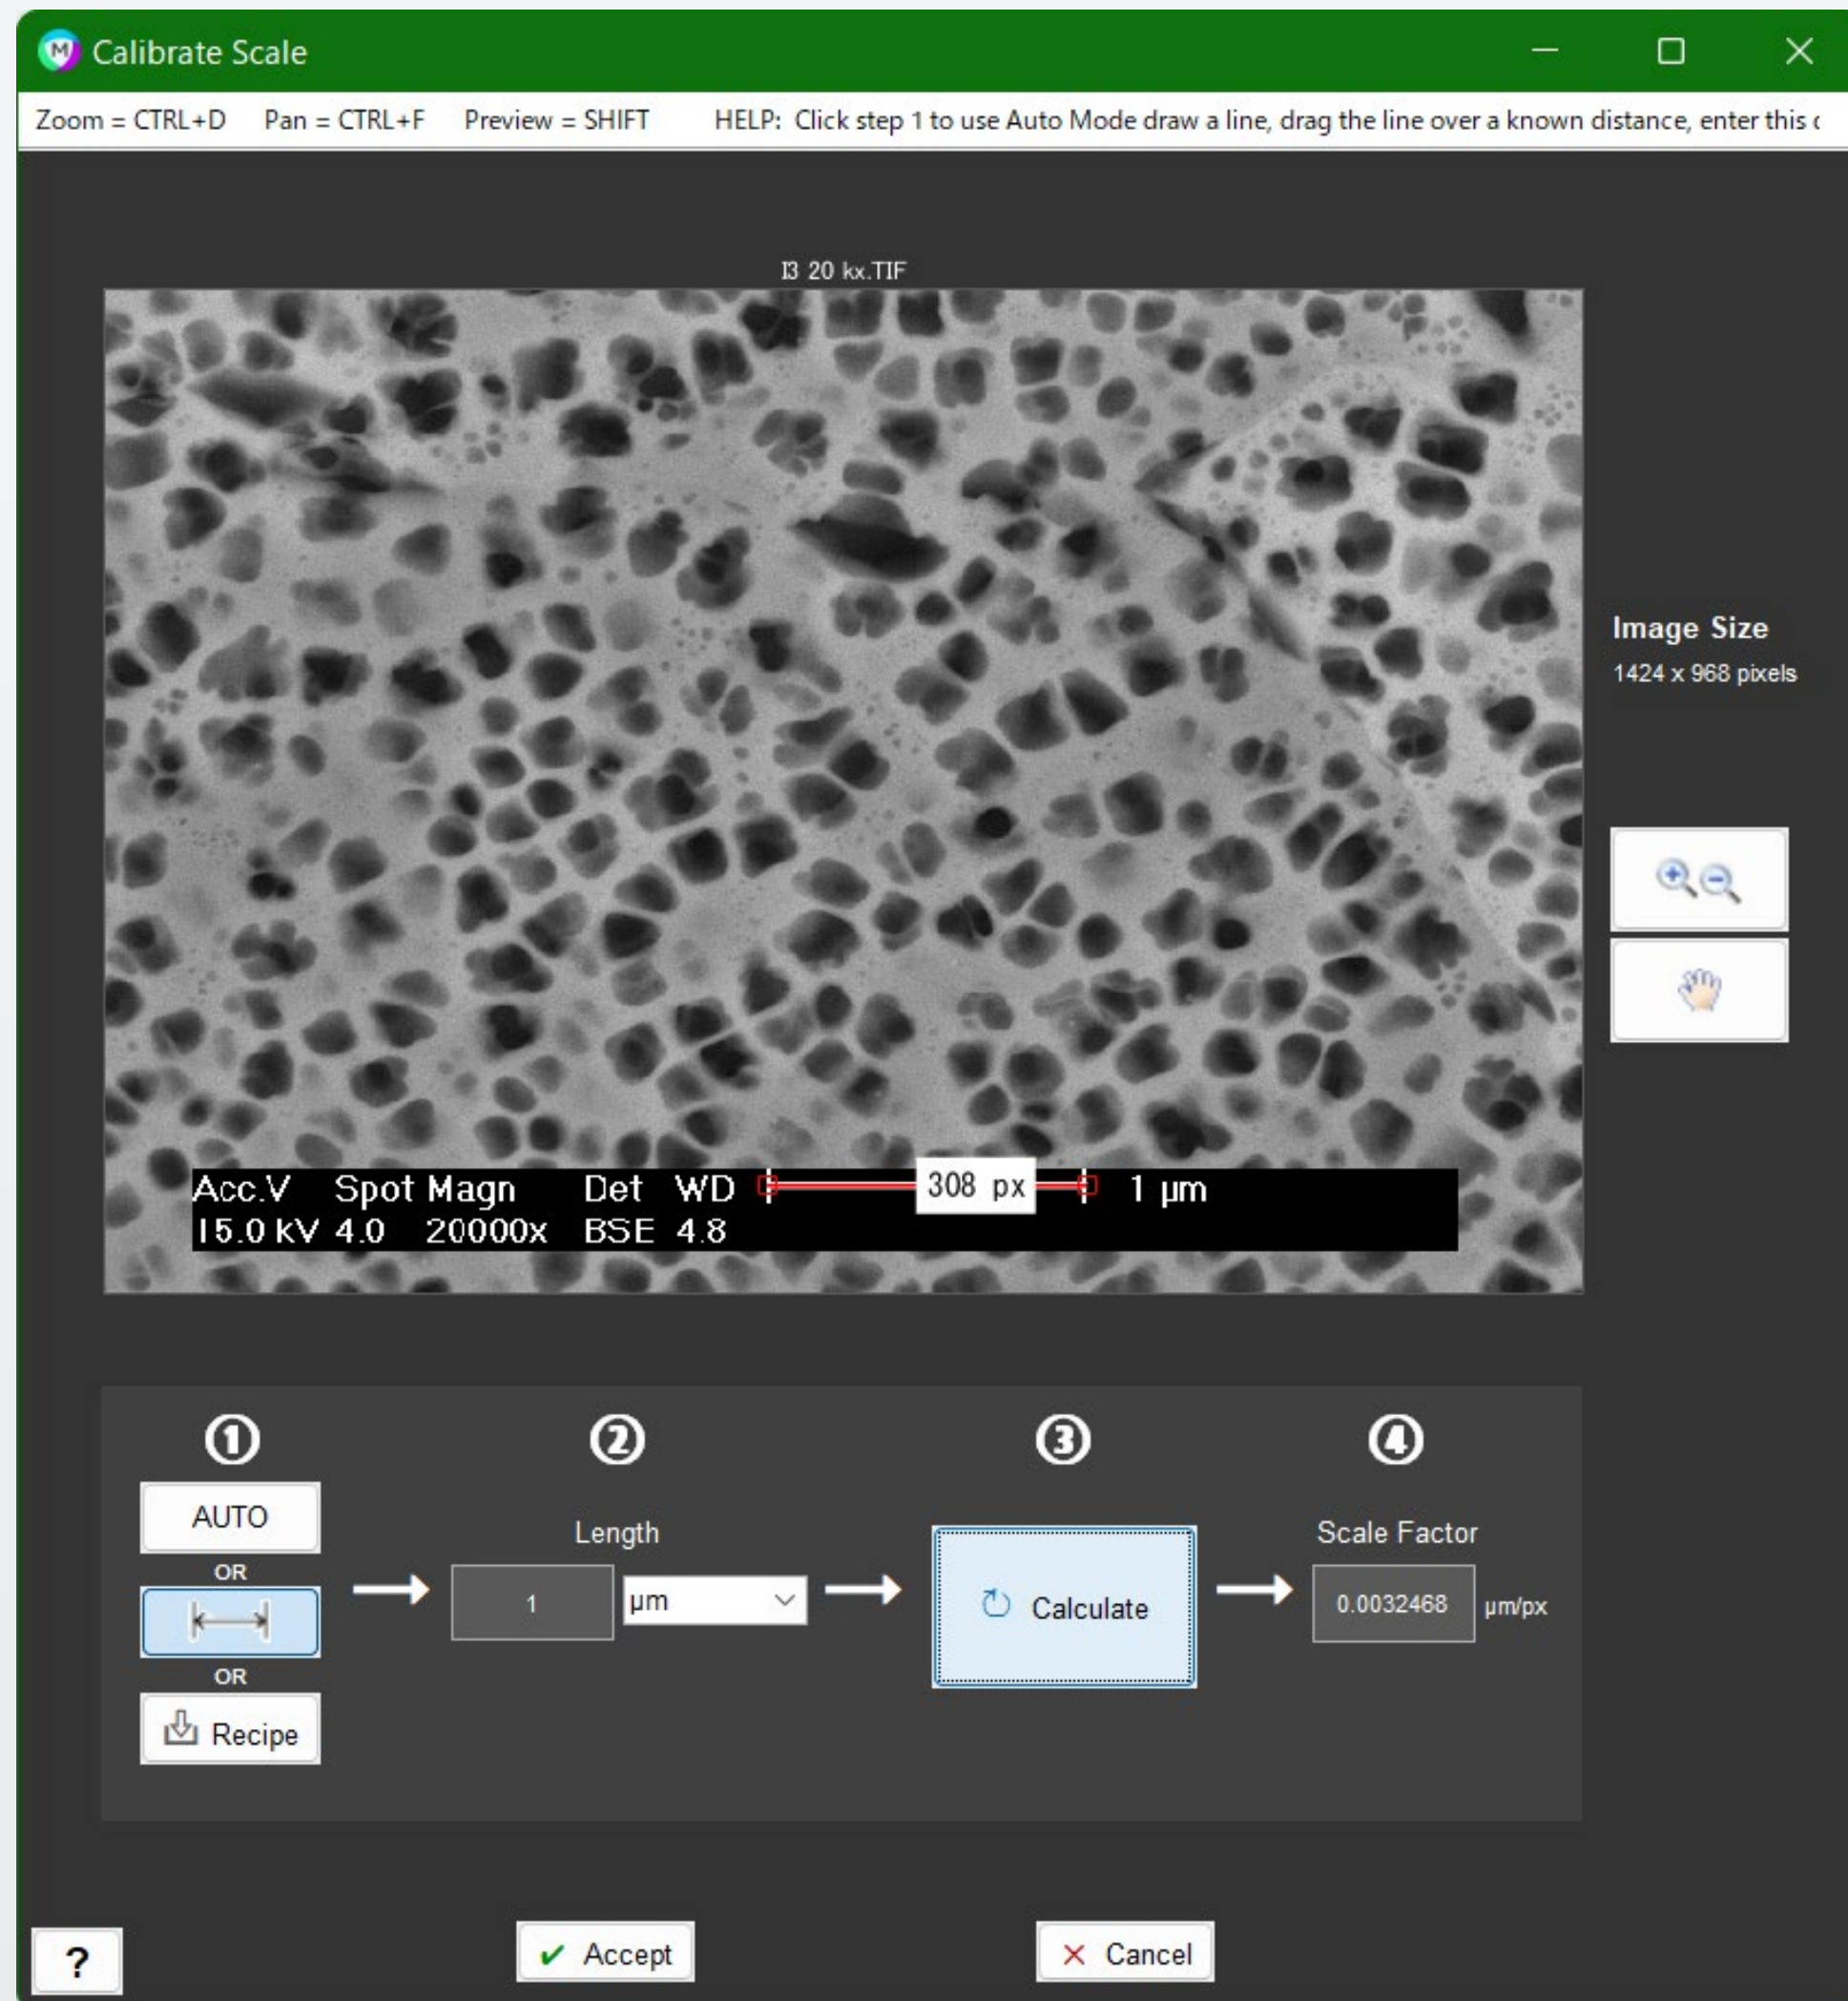 Calibrate Scale
Zoom = CTRL+D Pan = CTRL+F Preview = SHIFT HELP: Click step 1 to use Auto Mode draw a line, drag the line over a known distance, enter this
I3 20 kx.TIF
Image Size
1424 x 968 pixels
Acc.V Spot Magn Det WD 308 px 1 µm
15.0 kV 4.0 20000x BSE 4.8
1 2 3 4
AUTO
OR
OR
Recipe
Length
1 µm
Calculate
Scale Factor
0.0032468 µm/px
? Accept Cancel